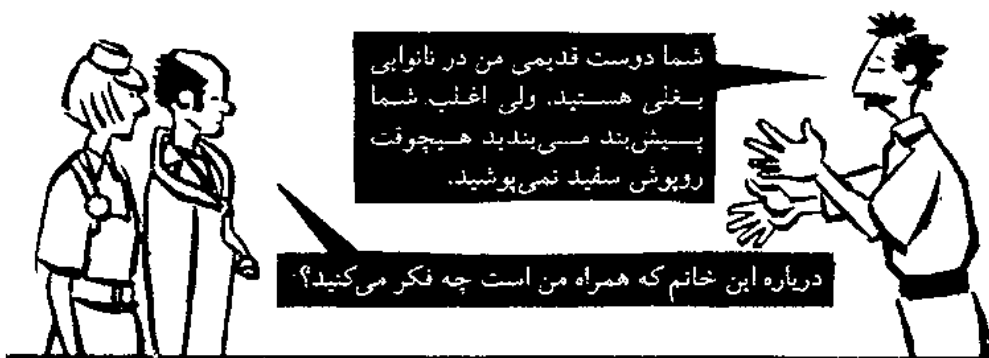 شما دوست قدیمی من در نانوایی
بغلی هستید. ولی اغلب شما
پیش‌بند می‌بندید هیچوقت
روپوش سفید نمی‌پوشید.
درباره این خانم که همراه من است چه فکر می‌کنید؟